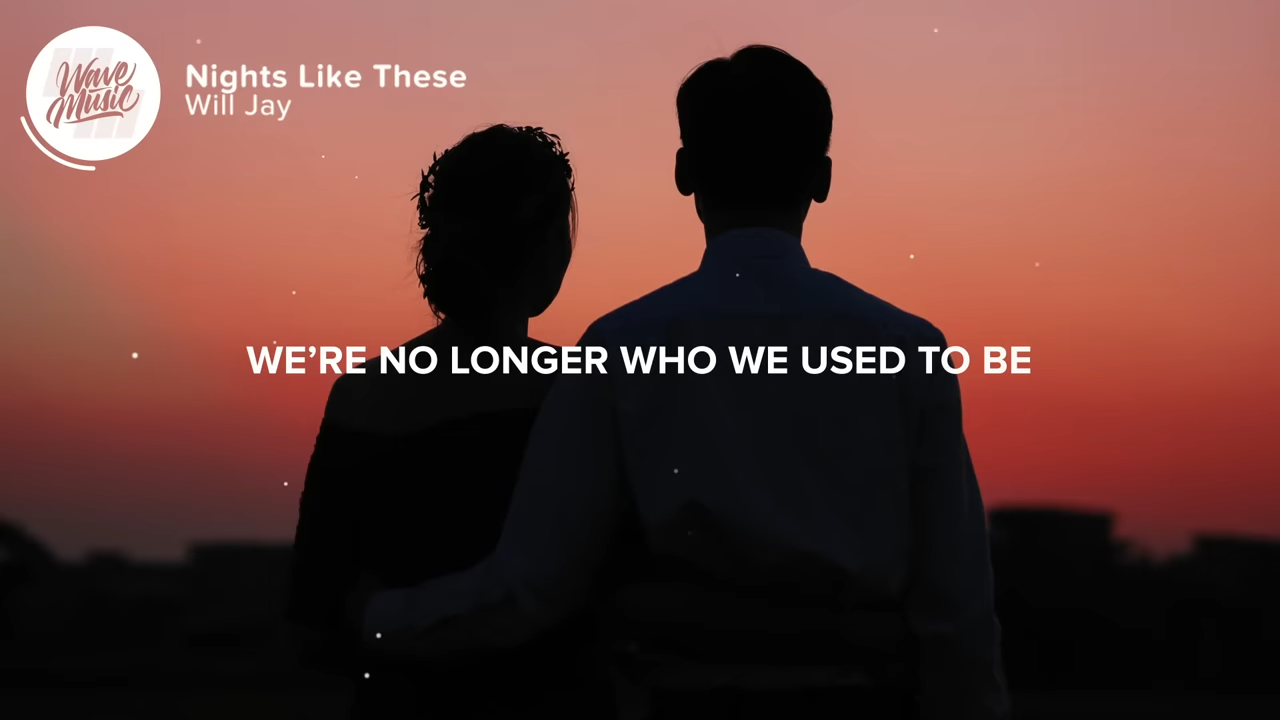 Wave
Music
Nights Like These
Will Jay
WE’RE NO LONGER WHO WE USED TO BE